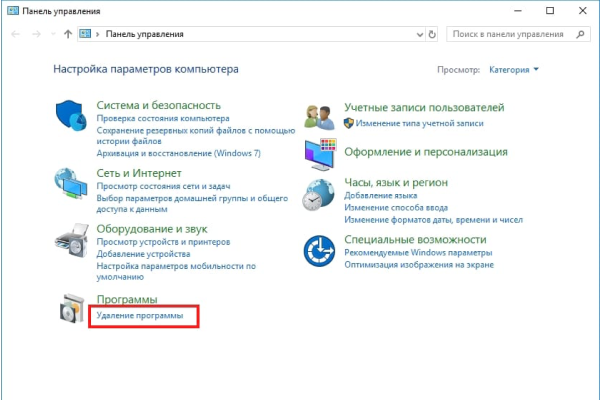 Панель управления
Панель управления
Поиск в панели управления
Настройка параметров компьютера
Просмотр: Категория
Система и безопасность
Проверка состояния компьютера
Сохранение резервных копий файлов с помощью
истории файлов
Архивация и восстановление (Windows 7)
Сеть и Интернет
Просмотр состояния сети и задач
Выбор параметров домашней группы и общего
доступа к данным
Оборудование и звук
Просмотр устройств и принтеров
Добавление устройства
Настройка параметров мобильности по
умолчанию
Программы
Удаление программы
Учетные записи пользователей
Изменение типа учетной записи
Оформление и персонализация
Часы, язык и регион
Добавление языка
Изменение способа ввода
Изменение форматов даты, времени и чисел
Специальные возможности
Рекомендуемые Windows параметры
Оптимизация изображения на экране